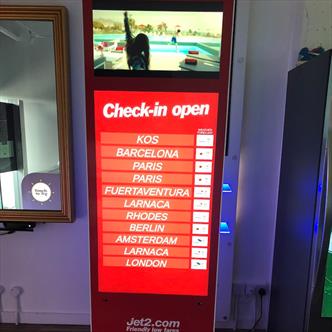 Check-in open
KOS
BARCELONA
PARIS
PARIS
FUERTAVENTURA
LARNACA
RHODES
BERLIN
AMSTERDAM
LARNACA
LONDON
Jet2.com
Friendly low fares